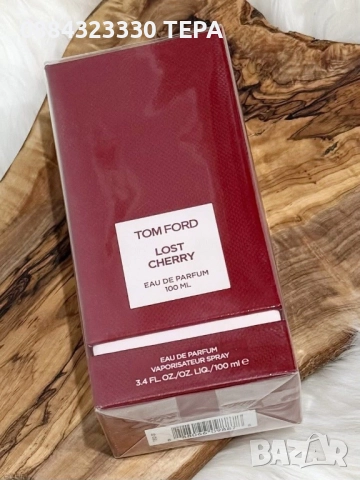 0884323330 ТЕРА
TOM FORD
LOST
CHERRY
EAU DE PARFUM
100 ML
EAU DE PARFUM
VAPORISATEUR SPRAY
3.4 FL.OZ./OZ. LIQ./100 ml ℮
BAZAR